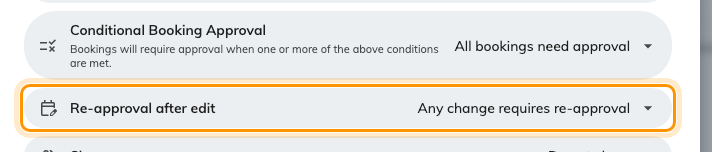 Conditional Booking Approval
Bookings will require approval when one or more of the above conditions
are met.
All bookings need approval
Re-approval after edit
Any change requires re-approval